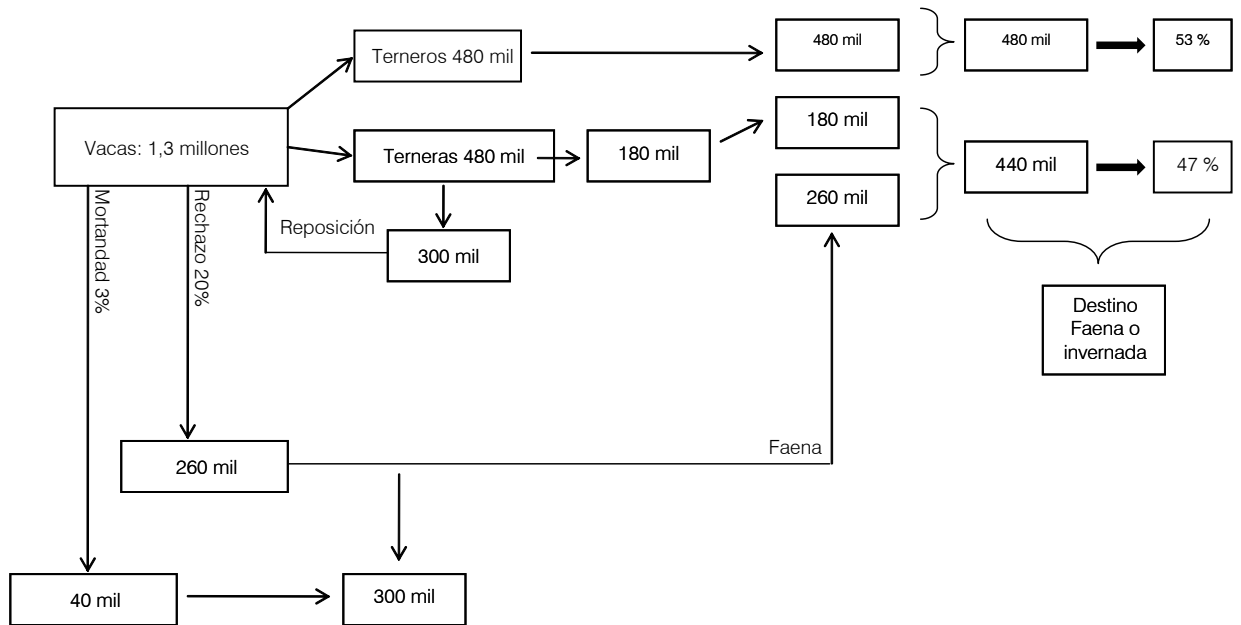 Terneros 480 mil
480 mil
480 mil
53 %
Vacas: 1,3 millones
Terneras 480 mil
180 mil
180 mil
440 mil
47 %
260 mil
Mortandad 3%
Rechazo 20%
Reposición
300 mil
Destino
Faena o
invernada
260 mil
Faena
40 mil
300 mil